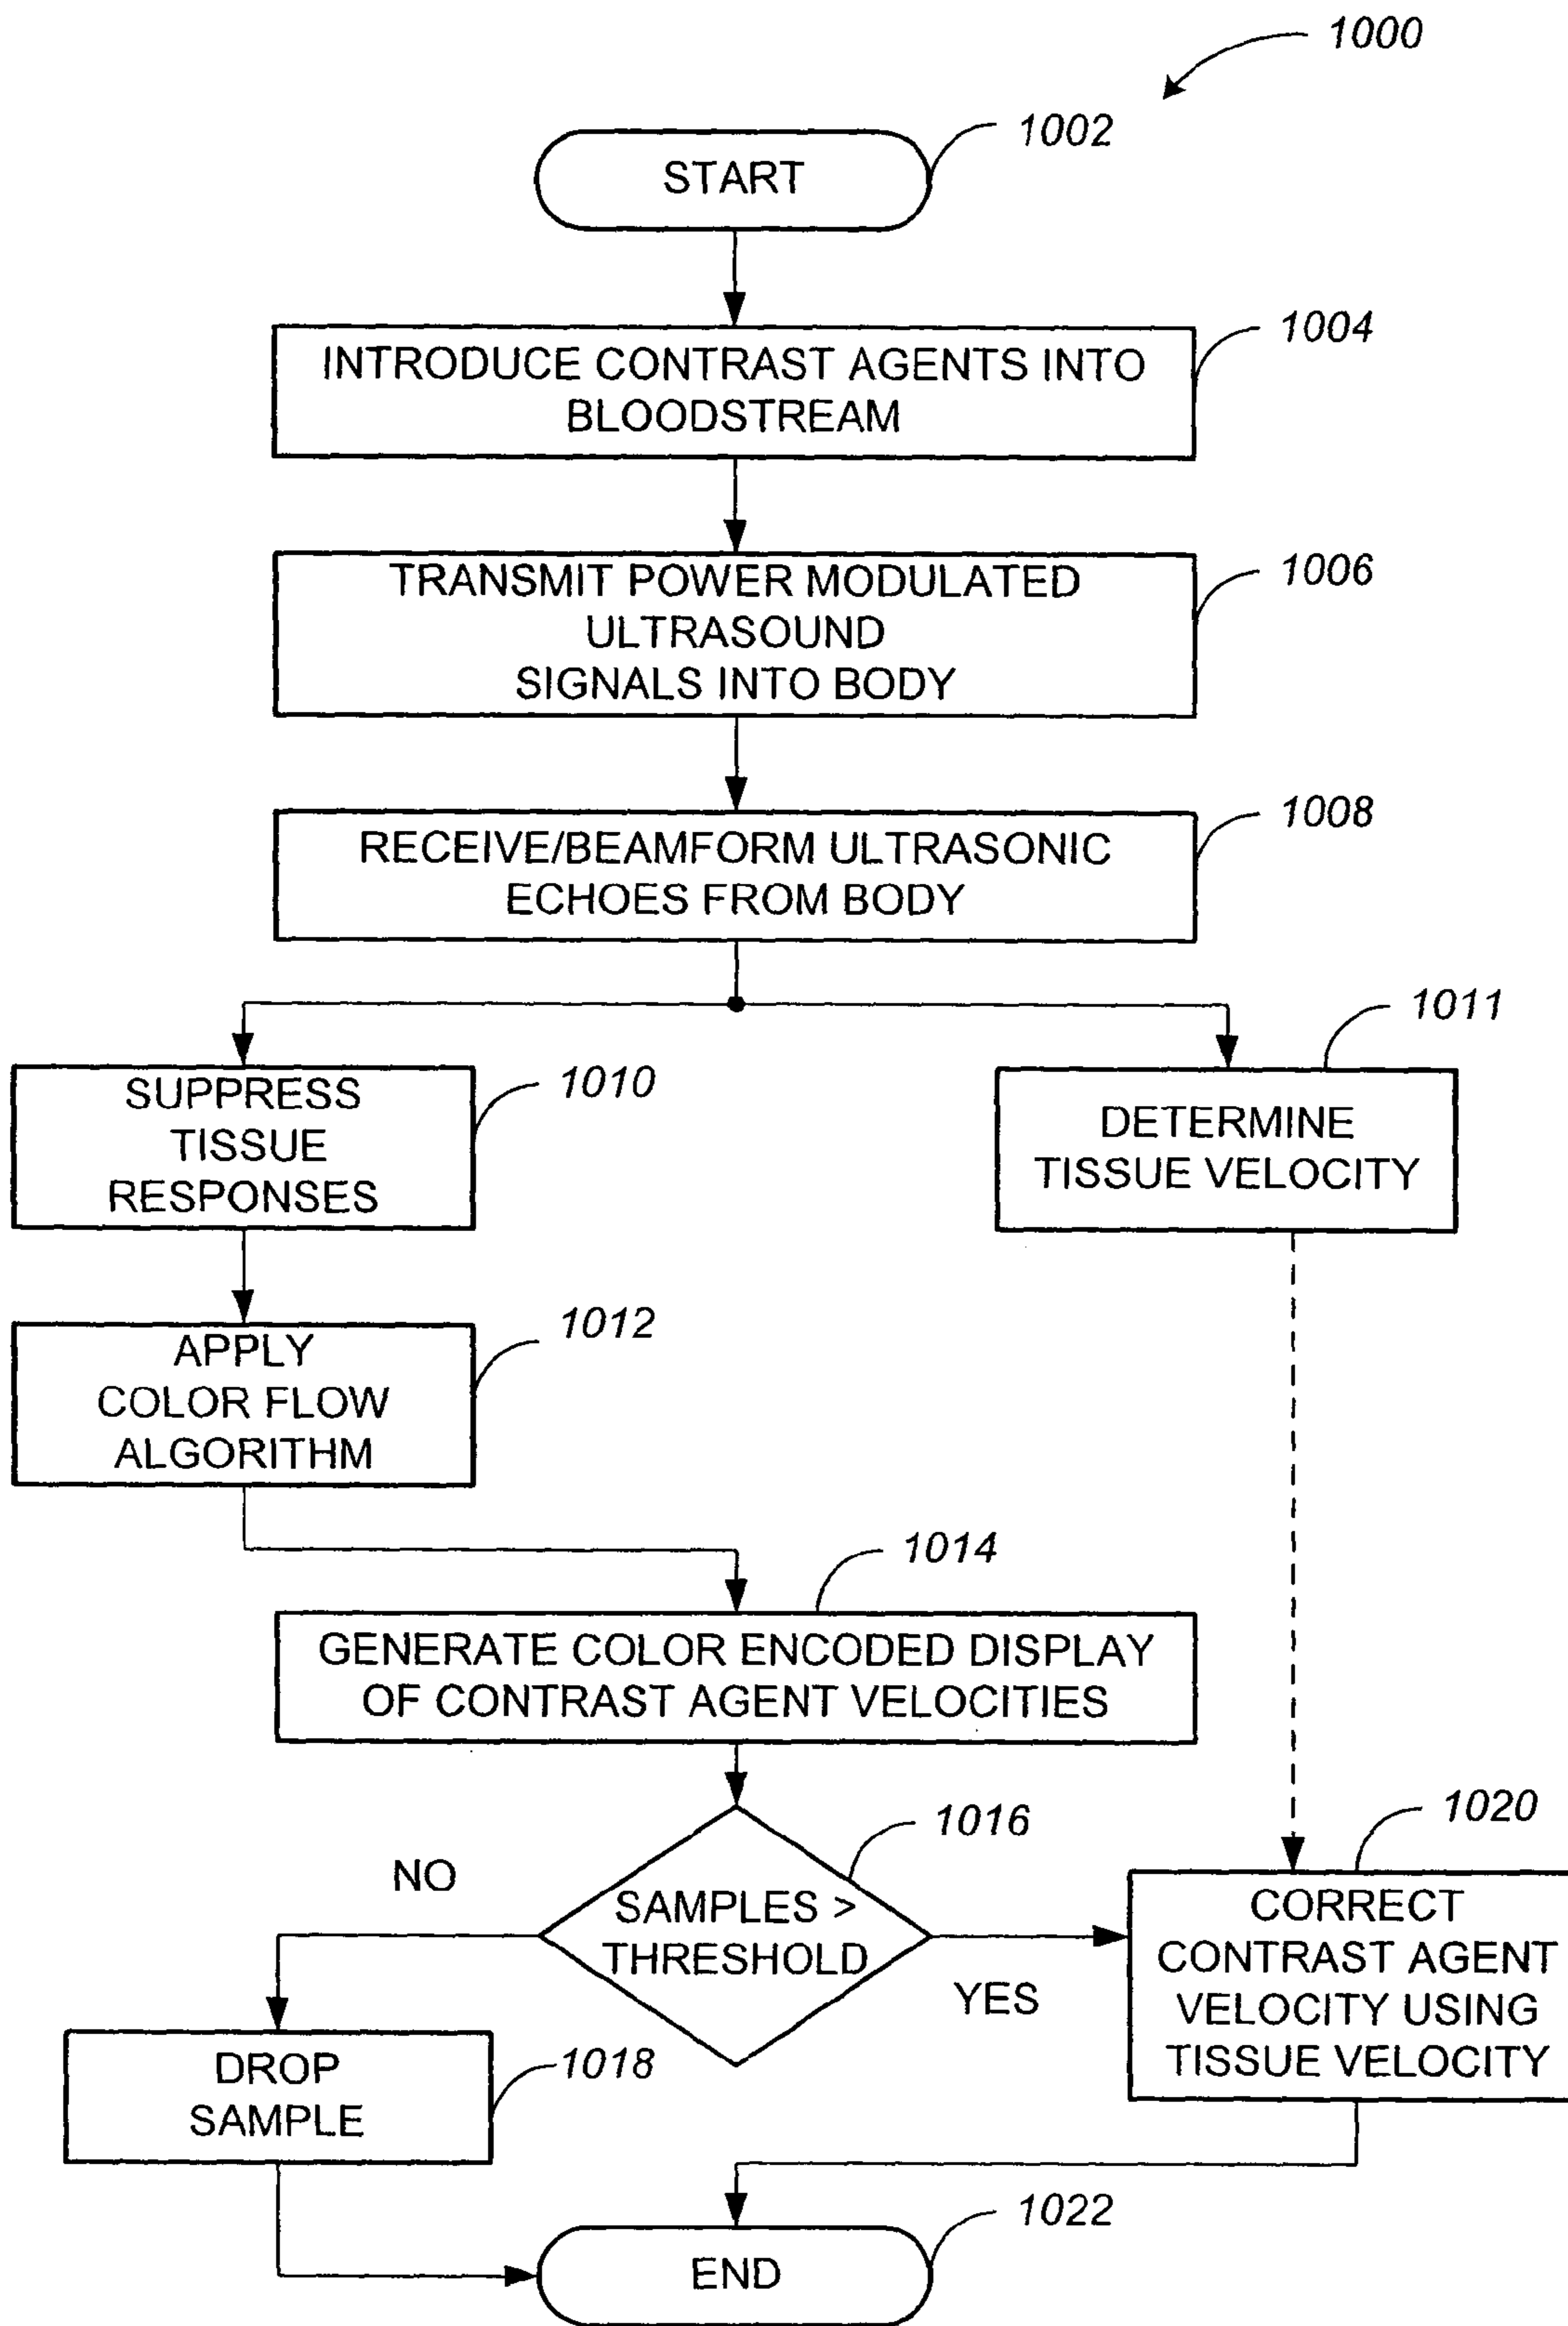 1000
1002
START
1004
INTRODUCE CONTRAST AGENTS INTO
BLOODSTREAM
1006
TRANSMIT POWER MODULATED
ULTRASOUND
SIGNALS INTO BODY
1008
RECEIVE/BEAMFORM ULTRASONIC
ECHOES FROM BODY
1010
SUPPRESS
TISSUE
RESPONSES
1011
DETERMINE
TISSUE VELOCITY
1012
APPLY
COLOR FLOW
ALGORITHM
1014
GENERATE COLOR ENCODED DISPLAY
OF CONTRAST AGENT VELOCITIES
1016
SAMPLES >
THRESHOLD
NO
YES
1018
DROP
SAMPLE
1020
CORRECT
CONTRAST AGENT
VELOCITY USING
TISSUE VELOCITY
1022
END